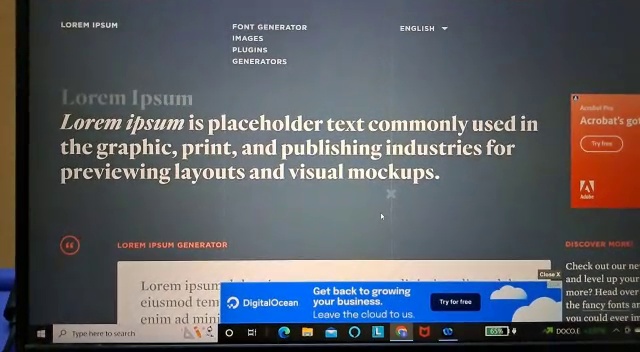 LOREM IPSUM
FONT GENERATOR
IMAGES
PLUGINS
GENERATORS
ENGLISH
Lorem Ipsum
Lorem ipsum is placeholder text commonly used in
the graphic, print, and publishing industries for
previewing layouts and visual mockups.
Acrobat Pro
Acrobat's got
Try free
Adobe
LOREM IPSUM GENERATOR
DISCOVER MORE!
Lorem ipsum
eiusmod tem
enim ad mini
Check out our ne
and level up your
more? Head over
the fancy fonts a
you could ever im
Close X
DigitalOcean
Get back to growing
your business.
Leave the cloud to us.
Try for free
Type here to search
65%
DOCO.E